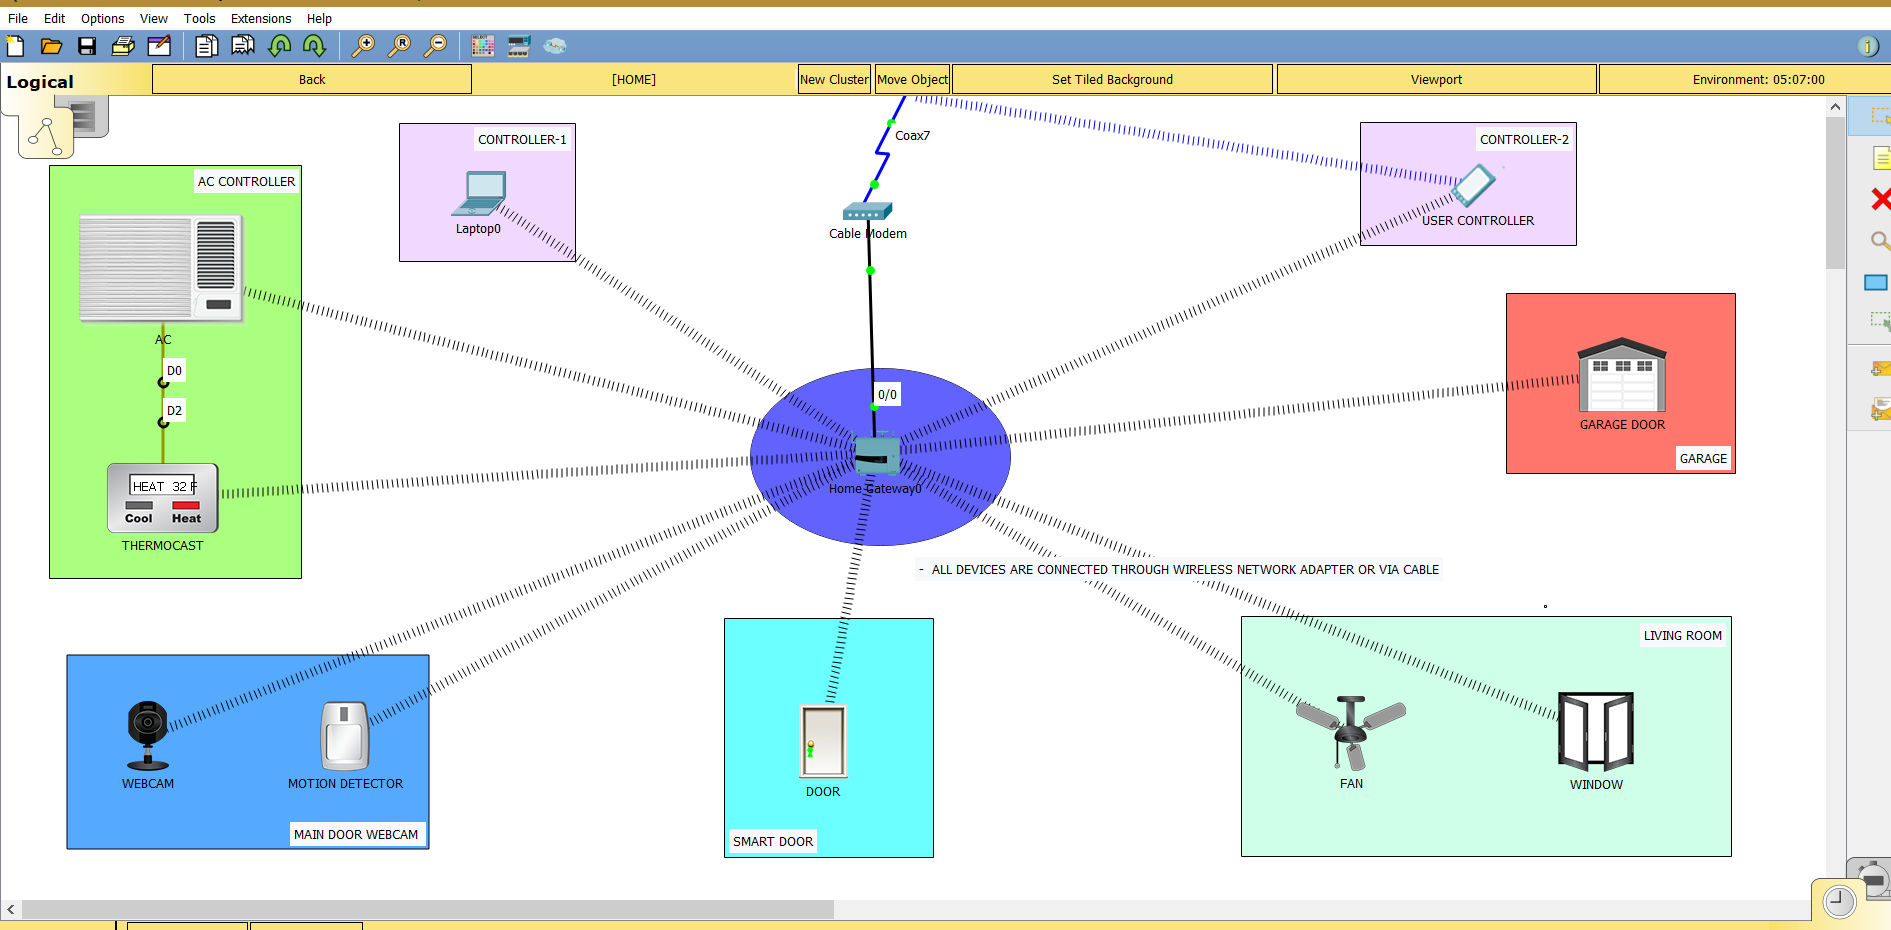 File Edit Options View Tools Extensions Help
Logical Back [HOME] New Cluster Move Object Set Tiled Background Viewport Environment: 05:07:00
CONTROLLER-1
Coax7
CONTROLLER-2
AC CONTROLLER
Laptop0
Cable Modem
USER CONTROLLER
AC
D0
D2
0/0
GARAGE DOOR
GARAGE
HEAT 32 F
Cool Heat
THERMOCAST
Home Gateway0
- ALL DEVICES ARE CONNECTED THROUGH WIRELESS NETWORK ADAPTER OR VIA CABLE
LIVING ROOM
WEBCAM
MOTION DETECTOR
MAIN DOOR WEBCAM
DOOR
SMART DOOR
FAN
WINDOW